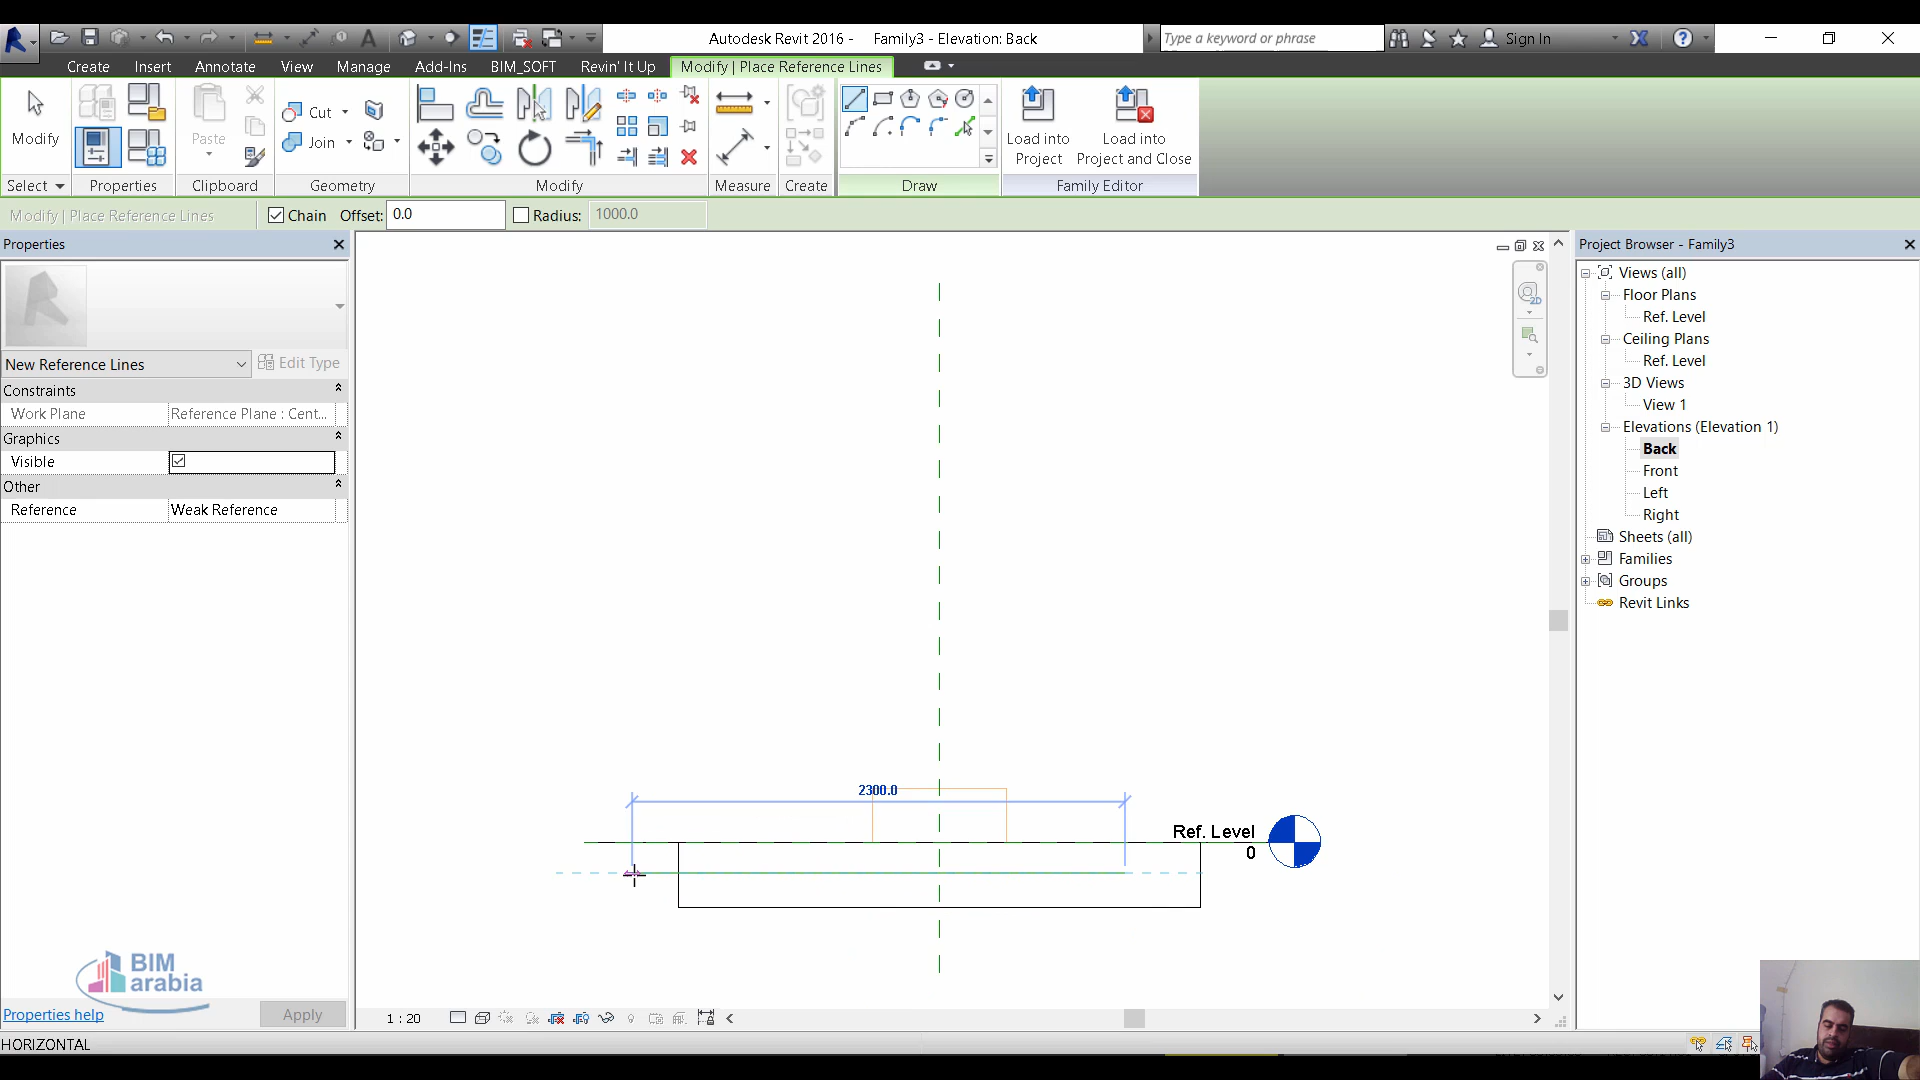 Autodesk Revit 2016 - Family3 - Elevation: Back
Type a keyword or phrase
Sign In
Create Insert Annotate View Manage Add-Ins BIM_SOFT Revin' It Up Modify | Place Reference Lines
Modify
Paste
Cut
Join
Load into
Project
Load into
Project and Close
Select Properties Clipboard Geometry Modify Measure Create Draw Family Editor
Modify | Place Reference Lines Chain Offset: 0.0 Radius: 1000.0
Properties
New Reference Lines Edit Type
Constraints
Work Plane Reference Plane : Cent...
Graphics
Visible
Other
Reference Weak Reference
BIM
arabia
Properties help Apply
2300.0
Ref. Level
0
1 : 20
HORIZONTAL
Project Browser - Family3
Views (all)
Floor Plans
Ref. Level
Ceiling Plans
Ref. Level
3D Views
View 1
Elevations (Elevation 1)
Back
Front
Left
Right
Sheets (all)
Families
Groups
Revit Links
2D